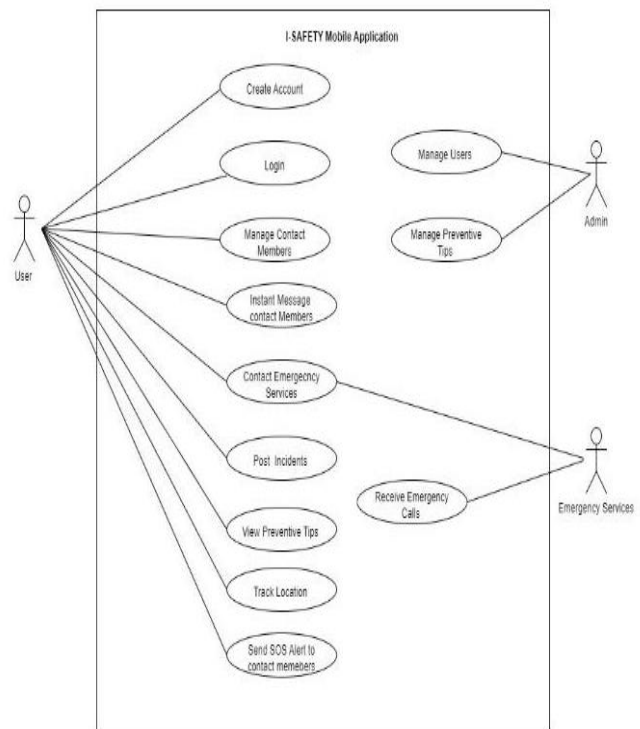 I-SAFETY Mobile Application
Create Account
Login
Manage Users
Admin
Manage Contact
Members
Manage Preventive
Tips
User
Instant Message
contact Members
Contact Emergecncy
Services
Post Incidents
Receive Emergency
Calls
Emergency Services
View Preventive Tips
Track Location
Send SOS Alert to
contact memebers